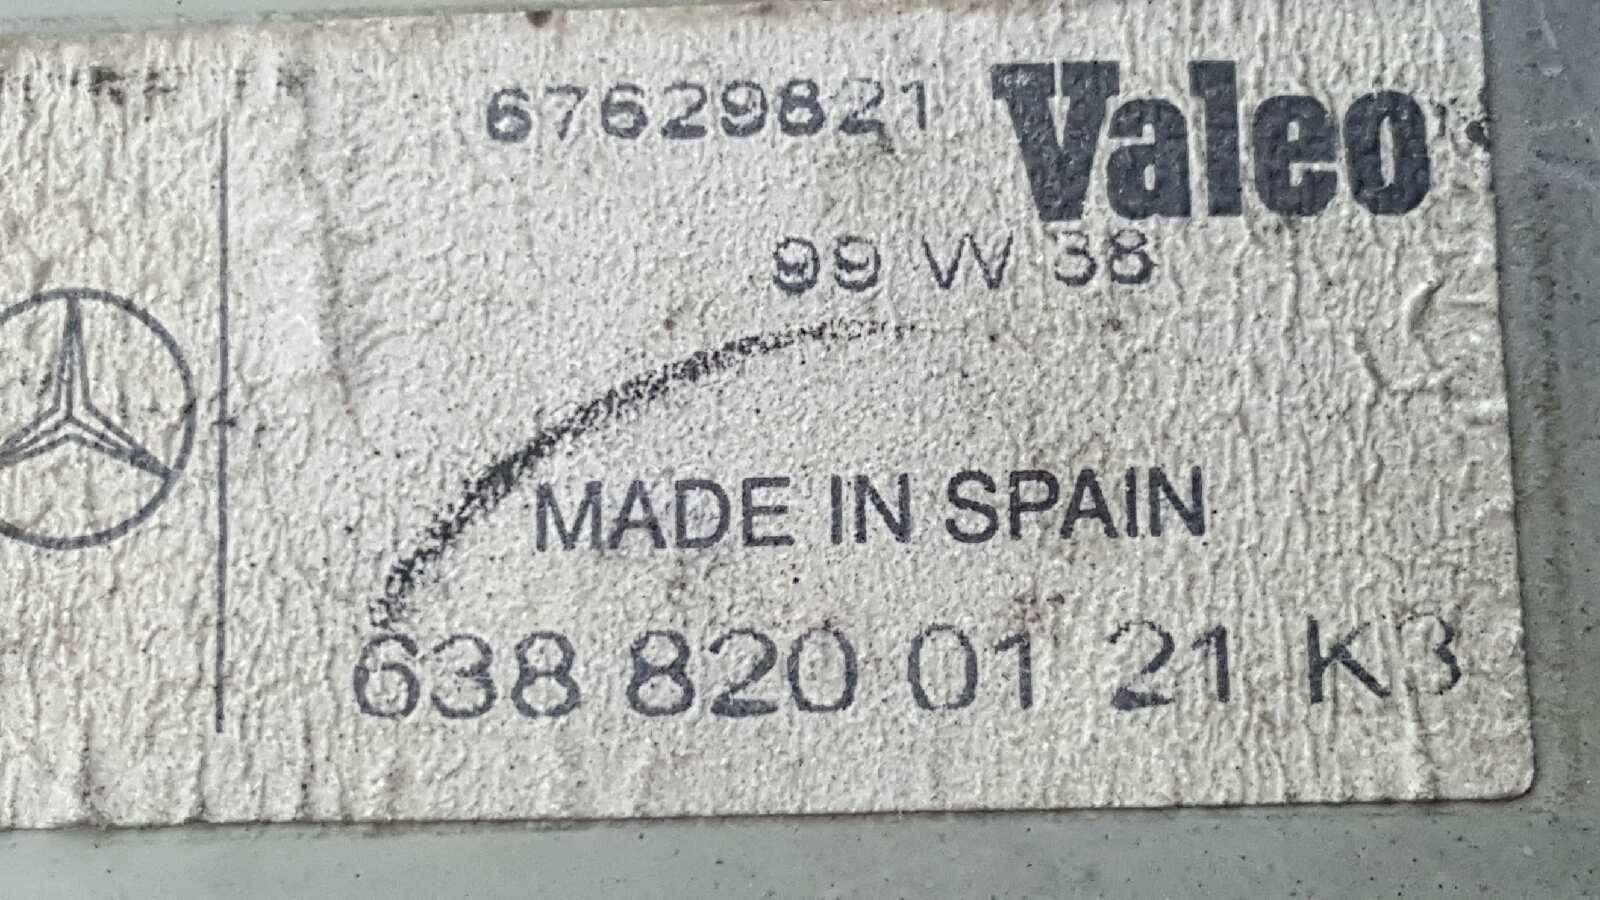 67629821 Valeo
99 W 38
MADE IN SPAIN
638 820 01 21 K3